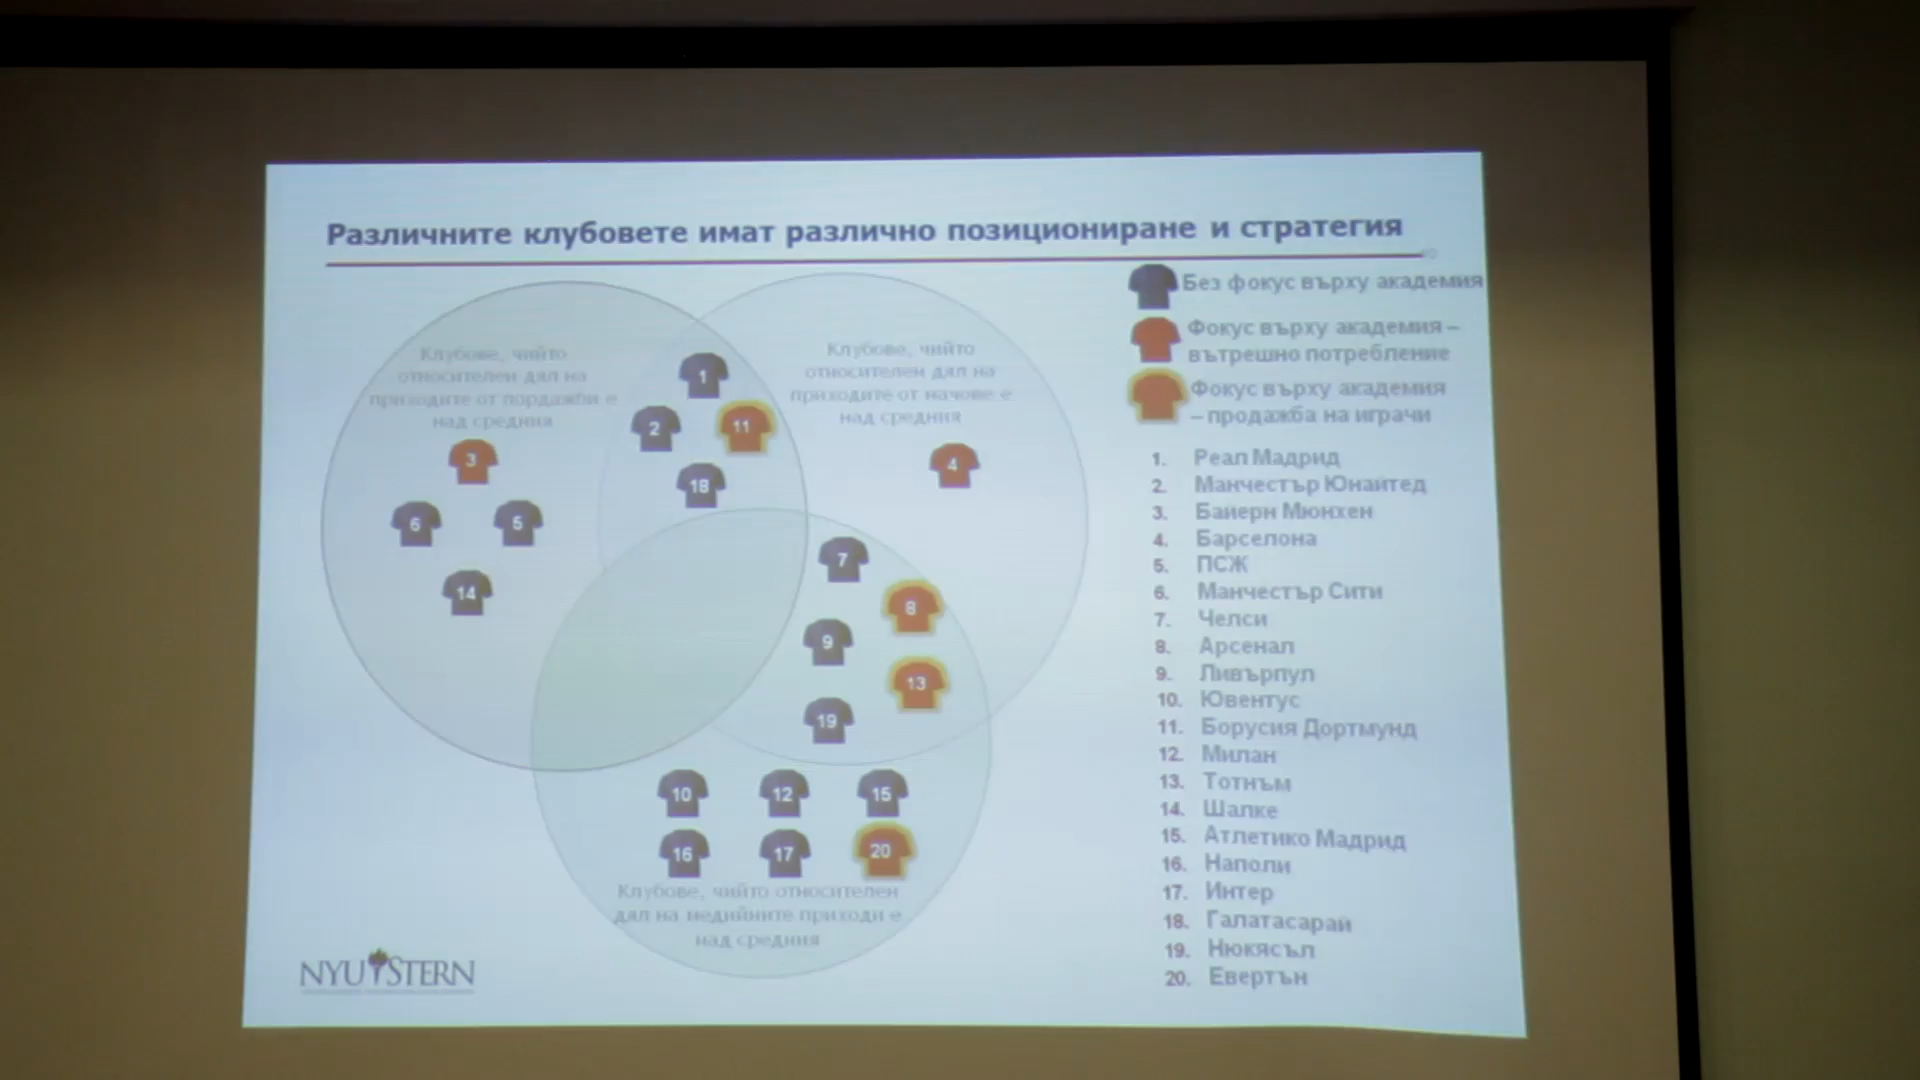 Различните клубовете имат различно позициониране и стратегия
Клубове, чийто
относителен дял на
приходите от пордажби е
над средния
Клубове, чийто
относителен дял на
приходите от мачове е
над средния
1
2
11
18
3
6
5
14
4
7
8
9
13
19
10
12
15
16
17
20
Клубове, чийто относителен
дял на медийните приходи е
над средния
Без фокус върху академия
Фокус върху академия –
вътрешно потребление
Фокус върху академия
– продажба на играчи
1. Реал Мадрид
2. Манчестър Юнайтед
3. Байерн Мюнхен
4. Барселона
5. ПСЖ
6. Манчестър Сити
7. Челси
8. Арсенал
9. Ливърпул
10. Ювентус
11. Борусия Дортмунд
12. Милан
13. Тотнъм
14. Шалке
15. Атлетико Мадрид
16. Наполи
17. Интер
18. Галатасарай
19. Нюкясъл
20. Евертън
NYU STERN